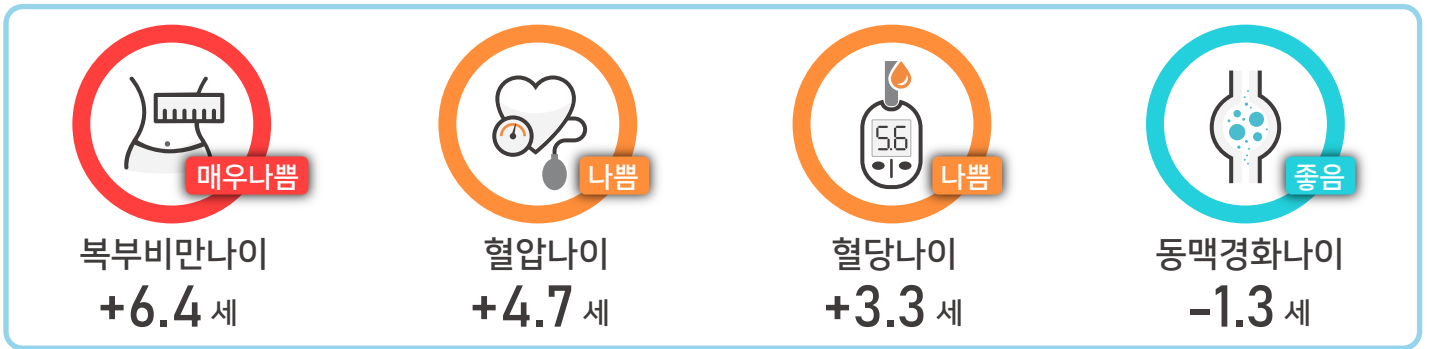 5.6
매우나쁨
나쁨
나쁨
좋음
복부비만나이
혈압나이
혈당나이
동맥경화나이
+6.4 세
+4.7 세
+3.3 세
-1.3 세